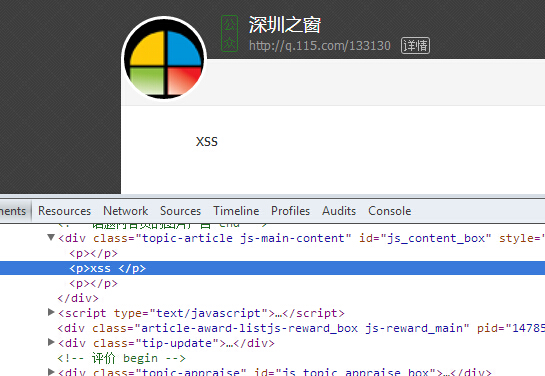 公众
深圳之窗
http://q.115.com/133130 详情
XSS
ments Resources Network Sources Timeline Profiles Audits Console
<div class="topic-article js-main-content" id="js_content_box" style="
<p></p>
<p>xss </p>
<p></p>
</div>
<script type="text/javascript">…</script>
<div class="article-award-listjs-reward_box js-reward_main" pid="14785
<div class="tip-update">…</div>
<!-- 评价 begin -->
<div class="topic-appraise" id="js_topic_appraise_box">…</div>